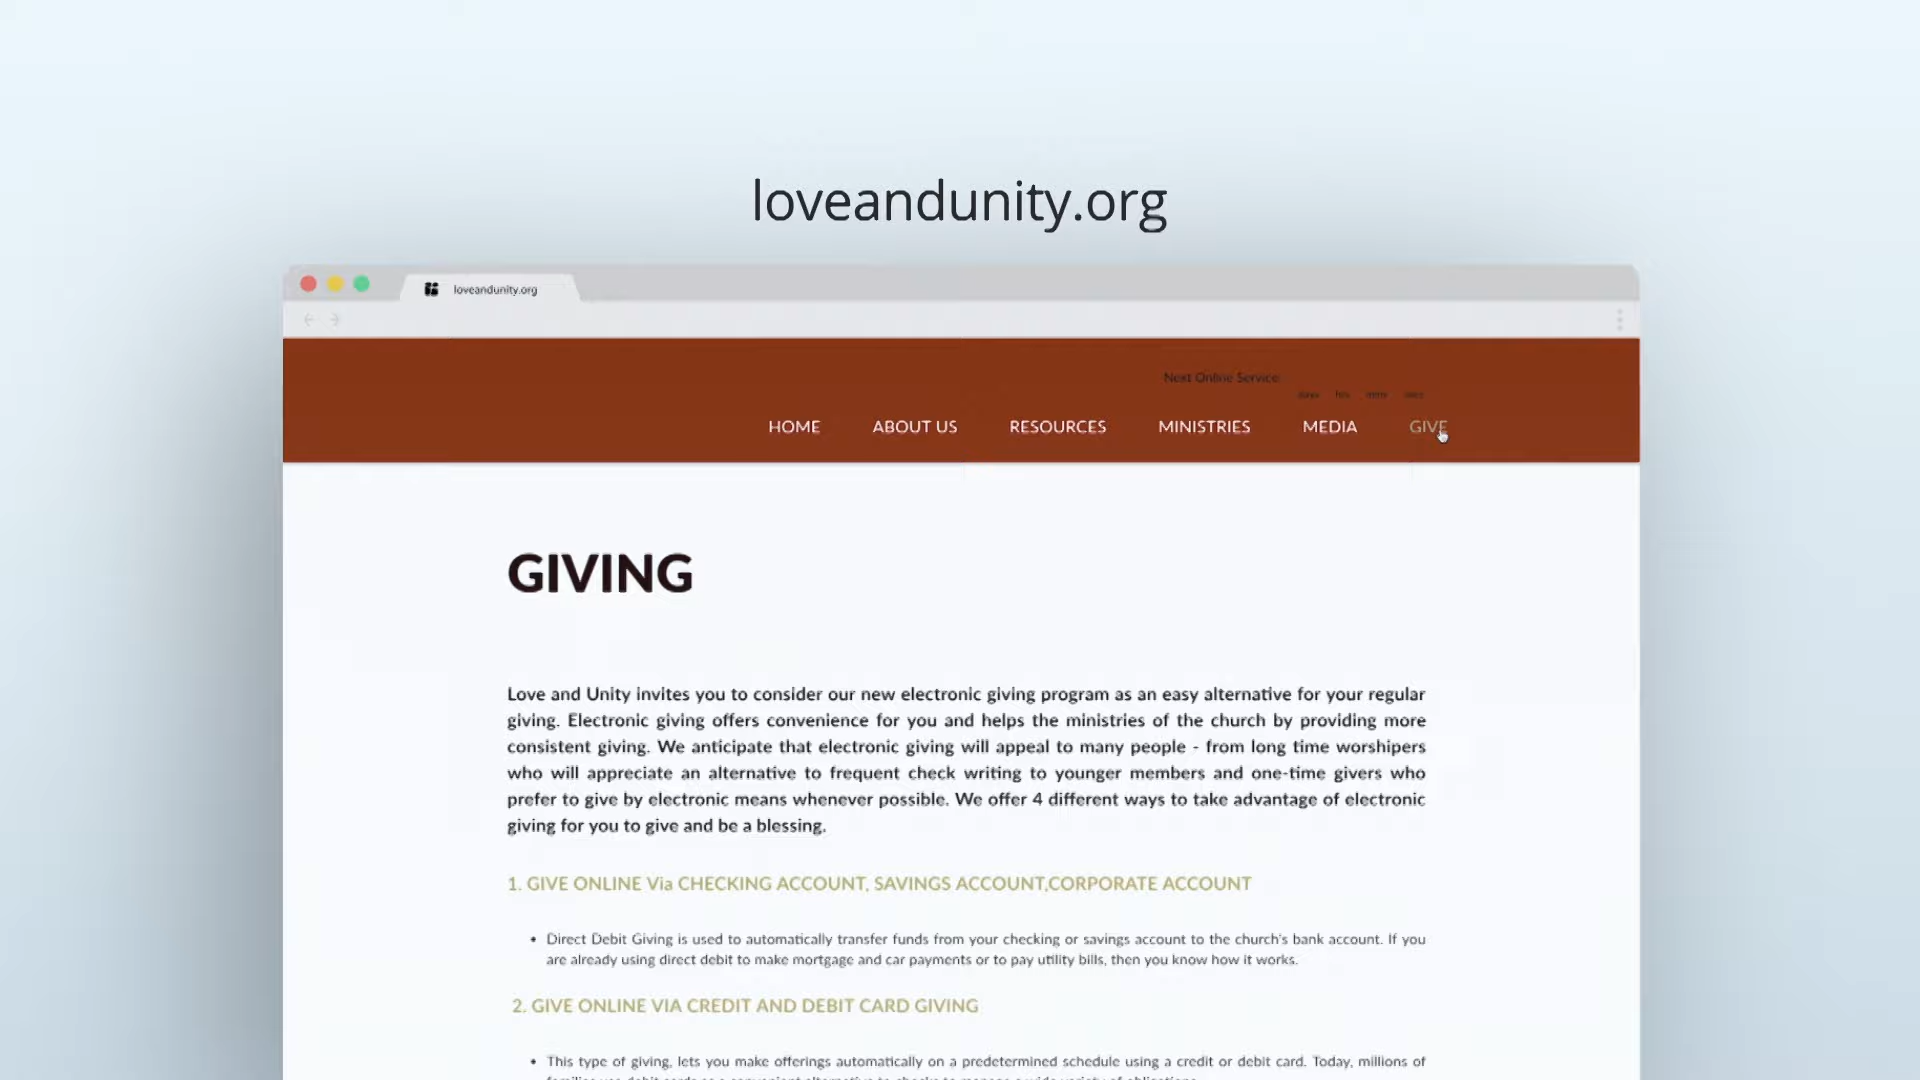 loveandunity.org
loveandunity.org
Next Online Service
HOME ABOUT US RESOURCES MINISTRIES MEDIA GIVE
GIVING
Love and Unity invites you to consider our new electronic giving program as an easy alternative for your regular
giving. Electronic giving offers convenience for you and helps the ministries of the church by providing more
consistent giving. We anticipate that electronic giving will appeal to many people - from long time worshipers
who will appreciate an alternative to frequent check writing to younger members and one-time givers who
prefer to give by electronic means whenever possible. We offer 4 different ways to take advantage of electronic
giving for you to give and be a blessing.
1. GIVE ONLINE Via CHECKING ACCOUNT, SAVINGS ACCOUNT,CORPORATE ACCOUNT
• Direct Debit Giving is used to automatically transfer funds from your checking or savings account to the church's bank account. If you
are already using direct debit to make mortgage and car payments or to pay utility bills, then you know how it works.
2. GIVE ONLINE VIA CREDIT AND DEBIT CARD GIVING
• This type of giving, lets you make offerings automatically on a predetermined schedule using a credit or debit card. Today, millions of